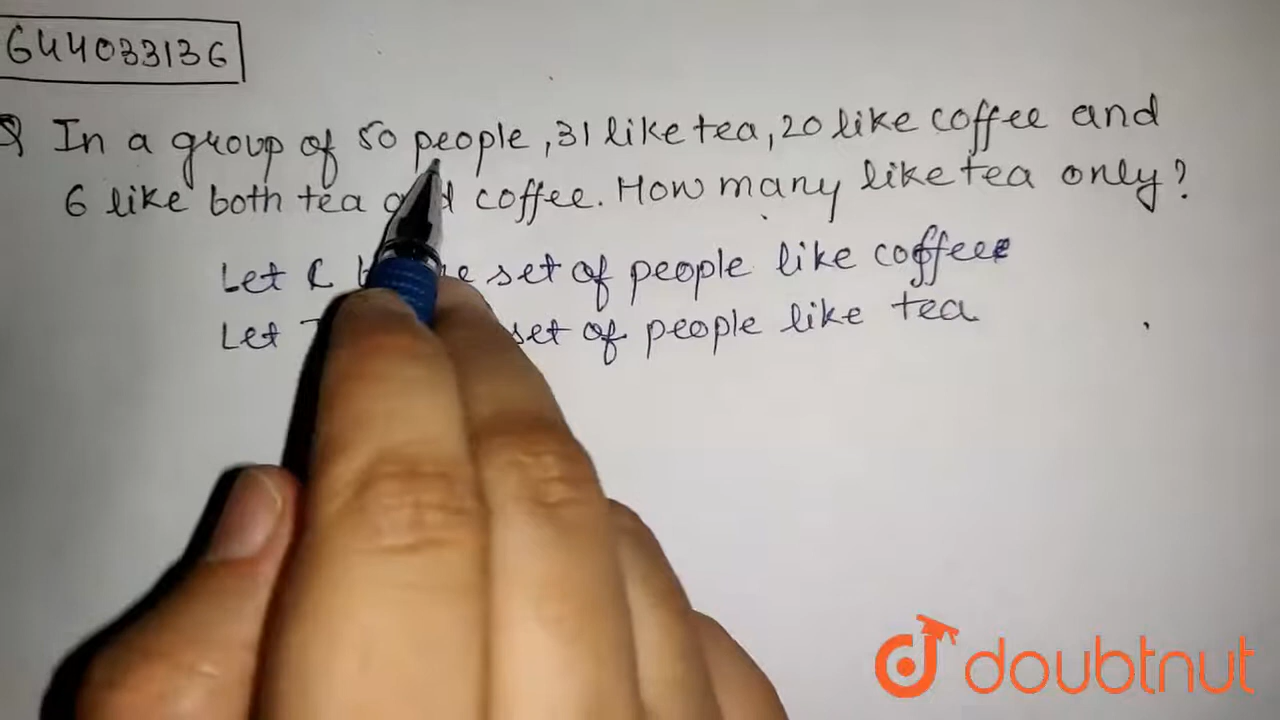 644033136
Q In a group of 50 people, 31 like tea, 20 like coffee and
6 like both tea coffee. How many like tea only?
Let C set of people like coffee
Let set of people like tea
doubtnut